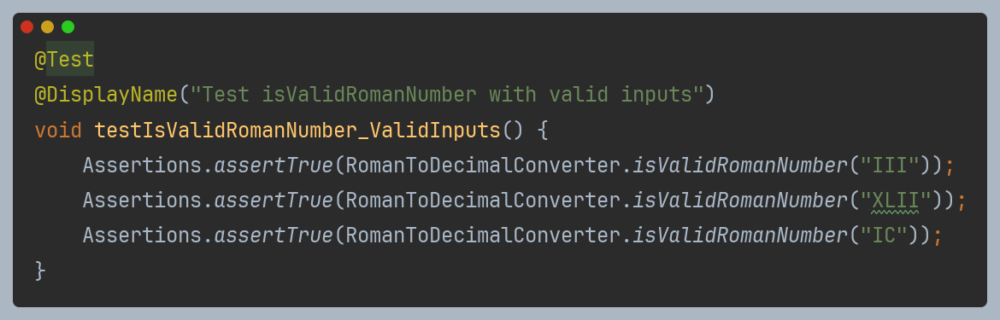 @Test
@DisplayName("Test isValidRomanNumber with valid inputs")
void testIsValidRomanNumber_ValidInputs() {
    Assertions.assertTrue(RomanToDecimalConverter.isValidRomanNumber("III"));
    Assertions.assertTrue(RomanToDecimalConverter.isValidRomanNumber("XLII"));
    Assertions.assertTrue(RomanToDecimalConverter.isValidRomanNumber("IC"));
}